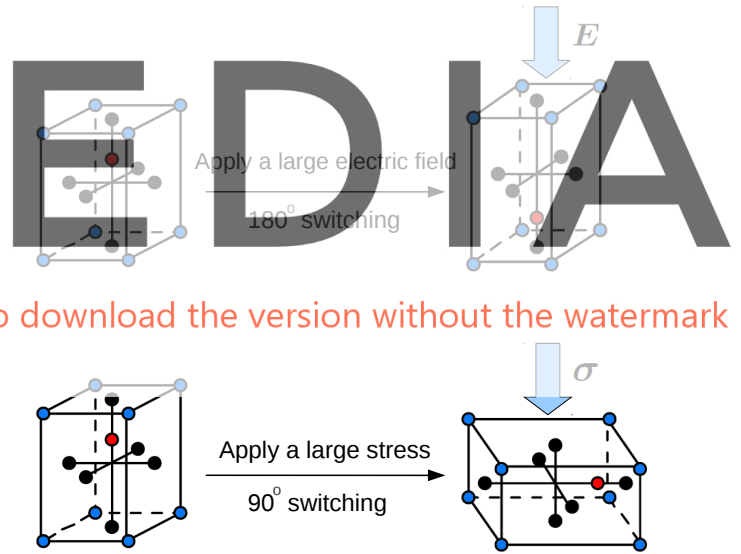 E
EDIA
Apply a large electric field
180° switching
o download the version without the watermark
σ
Apply a large stress
90° switching